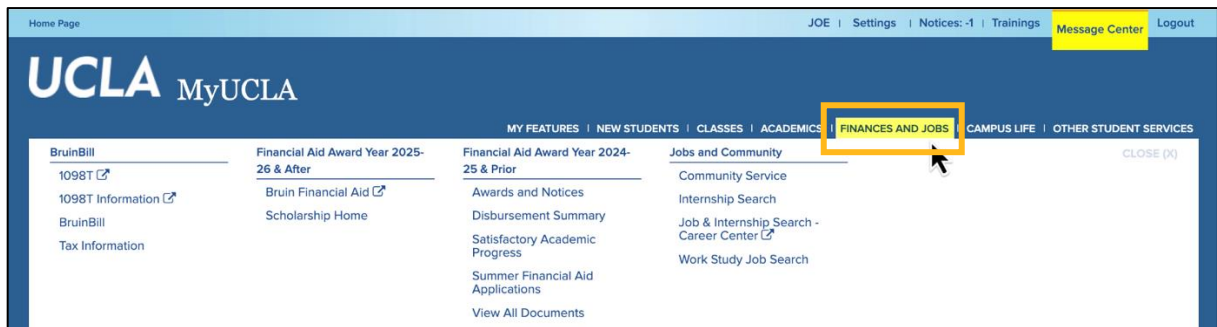 Home Page
JOE | Settings | Notices: -1 | Trainings Message Center Logout
UCLA MyUCLA
MY FEATURES | NEW STUDENTS | CLASSES | ACADEMICS | FINANCES AND JOBS | CAMPUS LIFE | OTHER STUDENT SERVICES
CLOSE (X)
BruinBill
1098T
1098T Information
BruinBill
Tax Information
Financial Aid Award Year 2025-
26 & After
Bruin Financial Aid
Scholarship Home
Financial Aid Award Year 2024-
25 & Prior
Awards and Notices
Disbursement Summary
Satisfactory Academic
Progress
Summer Financial Aid
Applications
View All Documents
Jobs and Community
Community Service
Internship Search
Job & Internship Search -
Career Center
Work Study Job Search